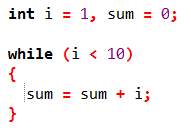 int i = 1, sum = 0;
while (i < 10)
{
sum = sum + i;
}